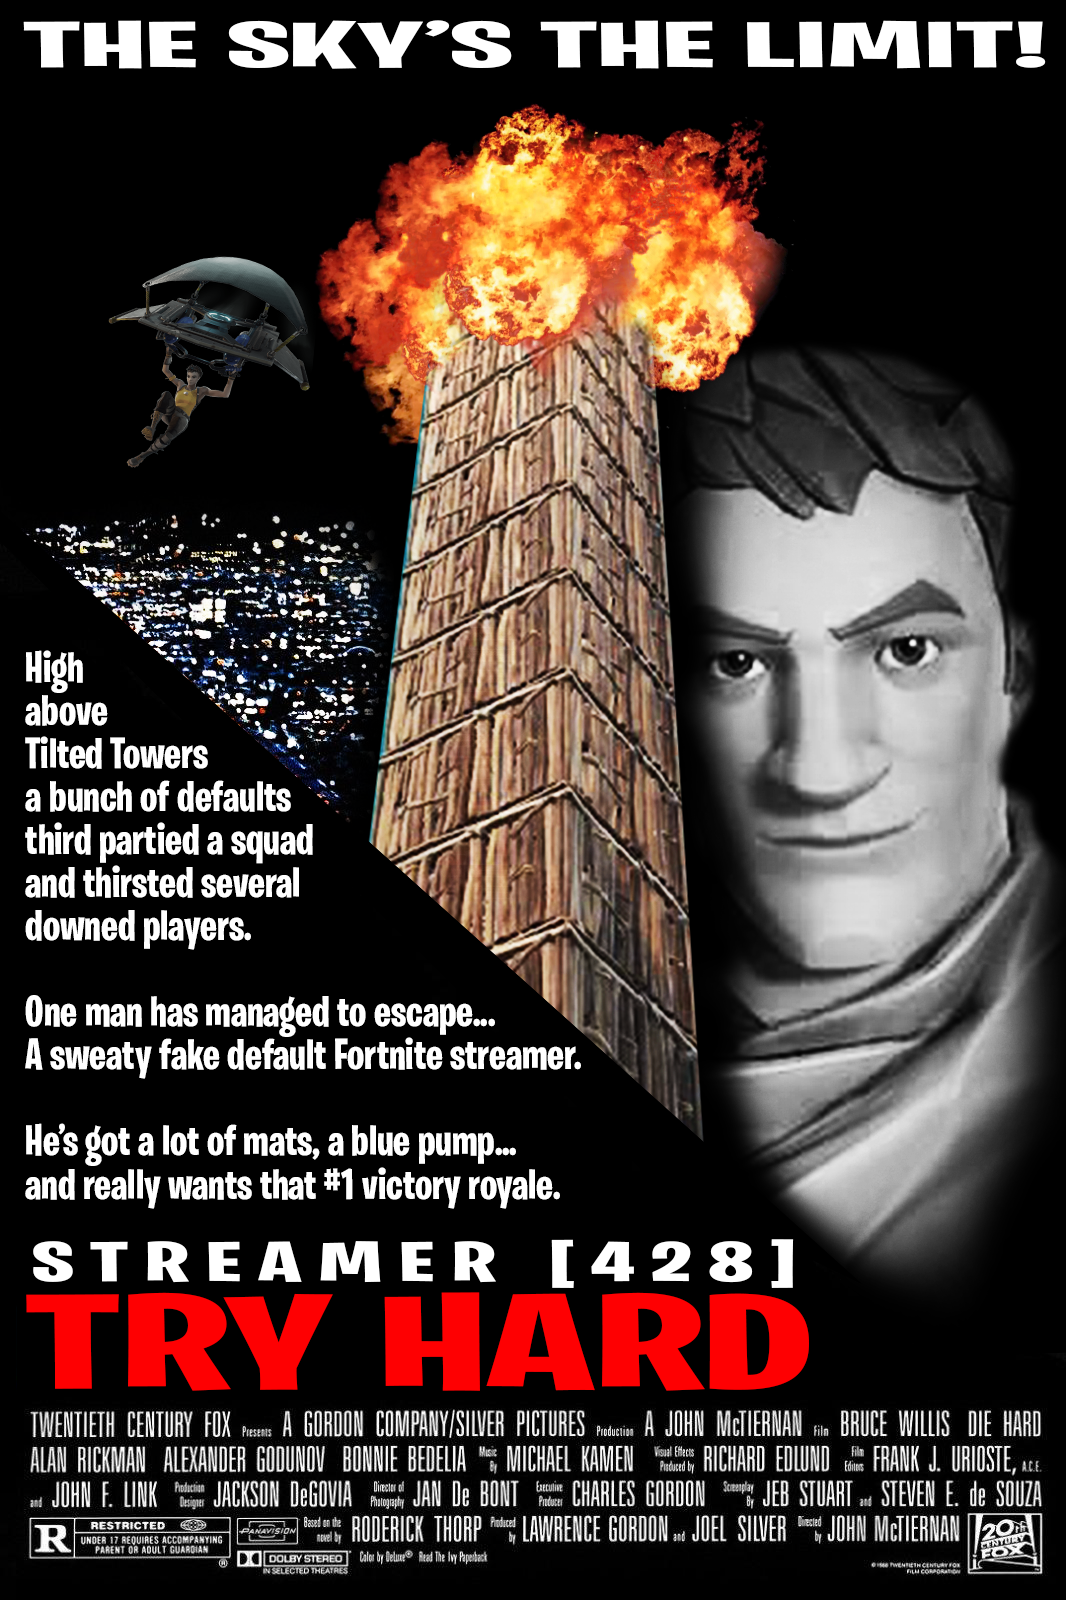 THE SKY'S THE LIMIT!
High
above
Tilted Towers
a bunch of defaults
third partied a squad
and thirsted several
downed players.
One man has managed to escape...
A sweaty fake default Fortnite streamer.
He's got a lot of mats, a blue pump...
and really wants that #1 victory royale.
STREAMER [428]
TRY HARD
TWENTIETH CENTURY FOX Presents A GORDON COMPANY/SILVER PICTURES Production A JOHN McTIERNAN Film BRUCE WILLIS DIE HARD
ALAN RICKMAN ALEXANDER GODUNOV BONNIE BEDELIA Music By MICHAEL KAMEN Visual Effects Produced by RICHARD EDLUND Film Editors FRANK J. URIOSTE, A.C.E.
and JOHN F. LINK Production Designer JACKSON DeGOVIA Director of Photography JAN De BONT Executive Producer CHARLES GORDON Screenplay By JEB STUART and STEVEN E. de SOUZA
Based on the novel by RODERICK THORP Produced by LAWRENCE GORDON and JOEL SILVER Directed by JOHN McTIERNAN
R RESTRICTED
UNDER 17 REQUIRES ACCOMPANYING
PARENT OR ADULT GUARDIAN
®
PANAVISION
DOLBY STEREO
IN SELECTED THEATRES
Color by DeLuxe® Read The Ivy Paperback
© 1988 TWENTIETH CENTURY FOX
FILM CORPORATION
20th
CENTURY
FOX